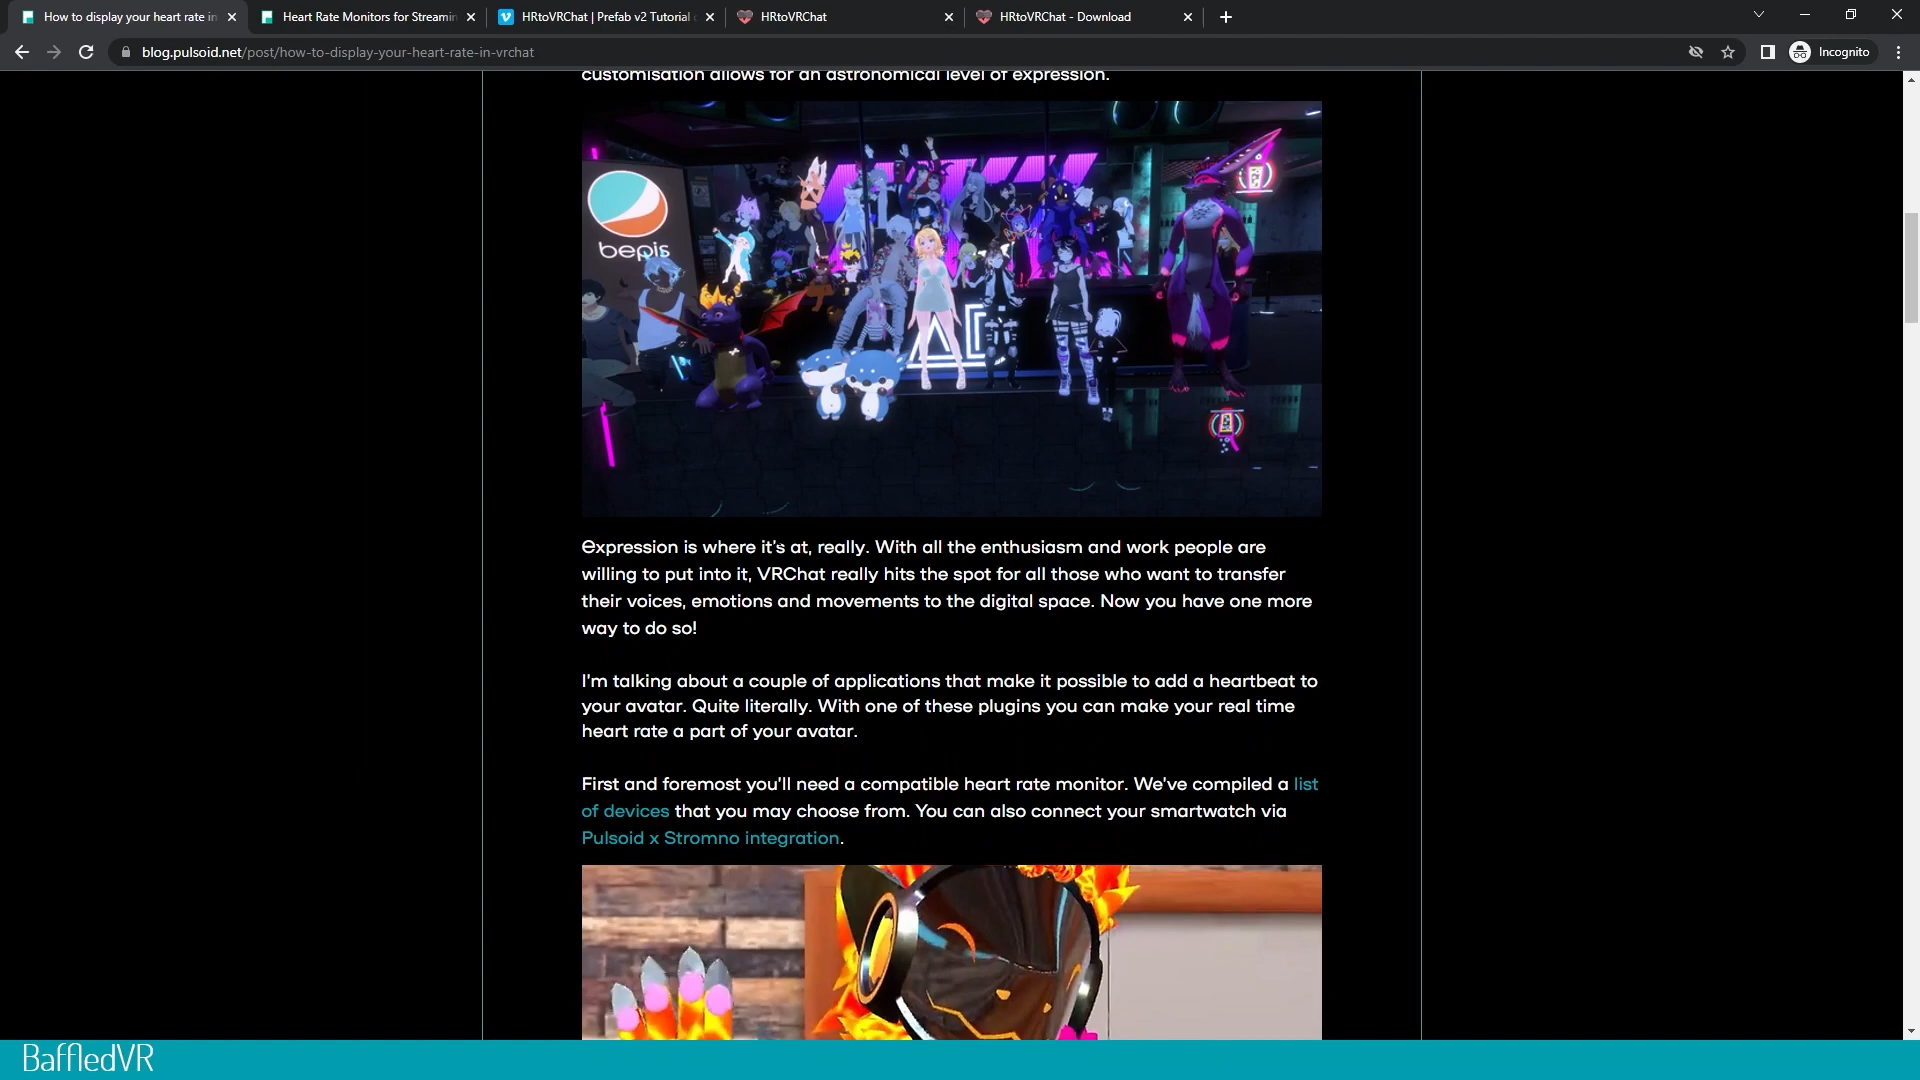 How to display your heart rate in
Heart Rate Monitors for Streamin
HRtoVRChat | Prefab v2 Tutorial
HRtoVRChat
HRtoVRChat - Download
blog.pulsoid.net/post/how-to-display-your-heart-rate-in-vrchat
Incognito
customisation allows for an astronomical level of expression.
bepis
Expression is where it's at, really. With all the enthusiasm and work people are
willing to put into it, VRChat really hits the spot for all those who want to transfer
their voices, emotions and movements to the digital space. Now you have one more
way to do so!
I'm talking about a couple of applications that make it possible to add a heartbeat to
your avatar. Quite literally. With one of these plugins you can make your real time
heart rate a part of your avatar.
First and foremost you'll need a compatible heart rate monitor. We've compiled a list
of devices that you may choose from. You can also connect your smartwatch via
Pulsoid x Stromno integration.
BaffledVR